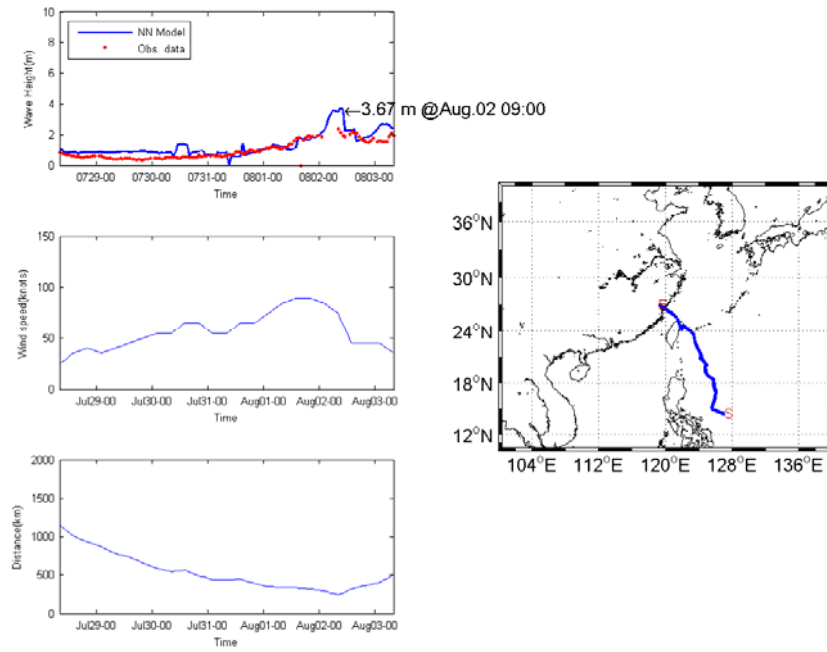 10
8
6
4
2
0
Wave Height(m)
NN Model
Obs. data
←3.67 m @Aug.02 09:00
0729-00 0730-00 0731-00 0801-00 0802-00 0803-00
Time
150
100
50
0
Wind speed(knots)
Jul29-00 Jul30-00 Jul31-00 Aug01-00 Aug02-00 Aug03-00
Time
2000
1500
1000
500
0
Distance(km)
Jul29-00 Jul30-00 Jul31-00 Aug01-00 Aug02-00 Aug03-00
Time
36°N
30°N
24°N
18°N
12°N
E
S
104°E 112°E 120°E 128°E 136°E